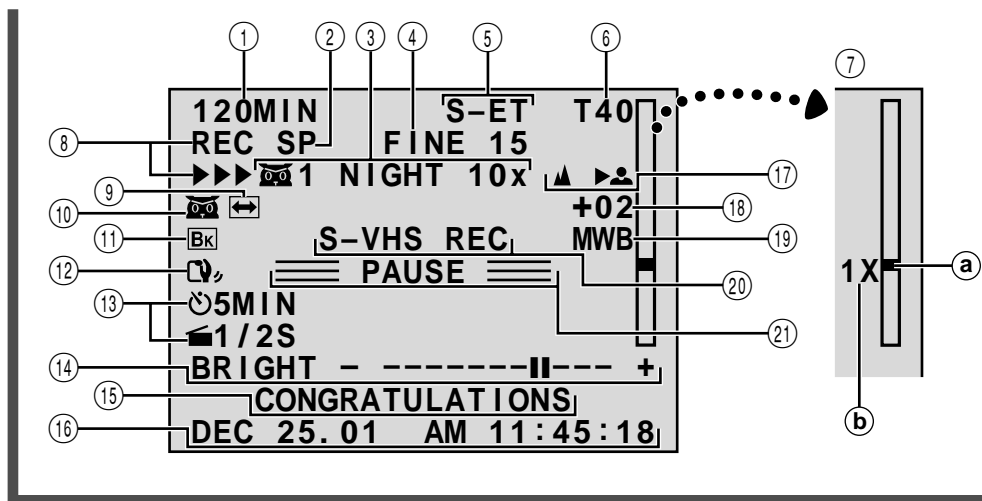 ① ② ③ ④ ⑤ ⑥ ⑦
120MIN S–ET T40
⑧ REC SP FINE 15
1 NIGHT 10x ⑰
⑨
⑩ +02 ⑱
⑪ BK S–VHS REC MWB ⑲
⑫ PAUSE ⑳
1X ⓐ
⑬ 5MIN
1/2S ㉑
⑭ BRIGHT – – – – – – – – – – – +
⑮ CONGRATULATIONS
ⓑ
⑯ DEC 25.01 AM 11:45:18